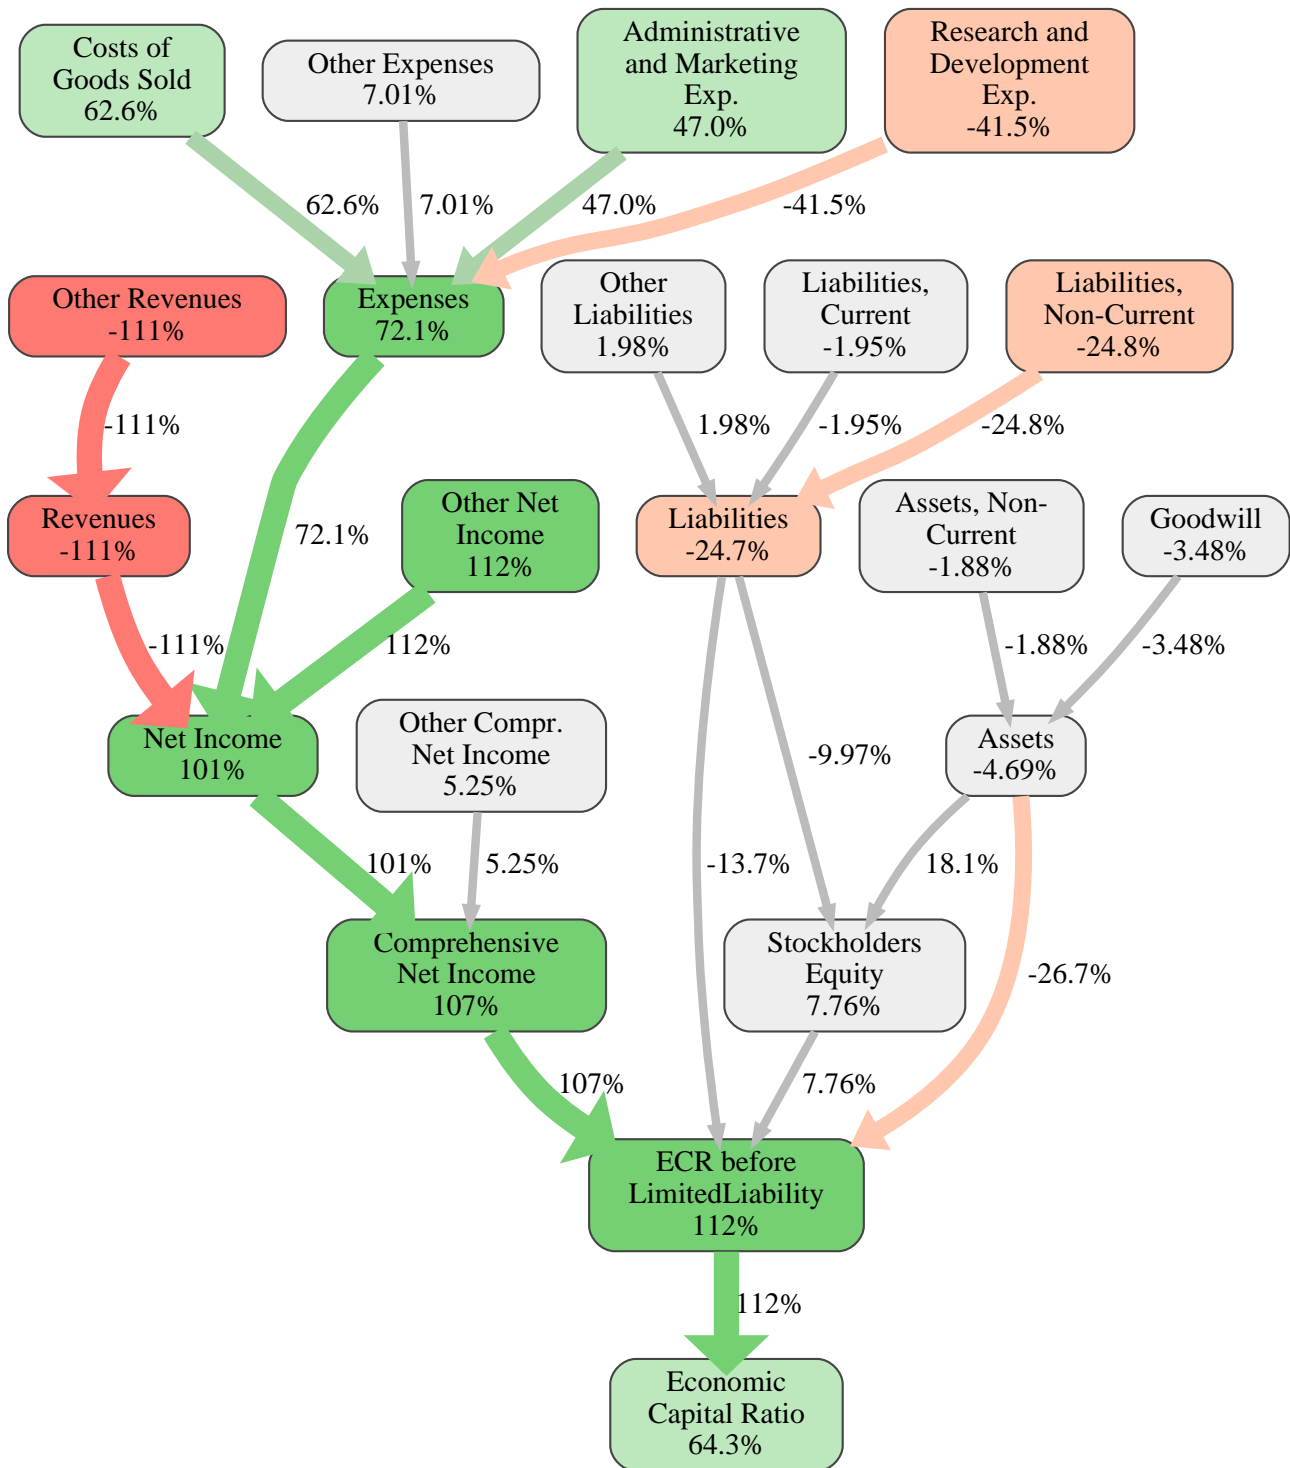 Costs of
Goods Sold
62.6%
Other Expenses
7.01%
Administrative
and Marketing
Exp.
47.0%
Research and
Development
Exp.
-41.5%
62.6%
7.01%
47.0%
-41.5%
Other Revenues
-111%
Expenses
72.1%
Other
Liabilities
1.98%
Liabilities,
Current
-1.95%
Liabilities,
Non-Current
-24.8%
-111%
1.98%
-1.95%
-24.8%
Revenues
-111%
72.1%
Other Net
Income
112%
Liabilities
-24.7%
Assets, Non-
Current
-1.88%
Goodwill
-3.48%
-111%
112%
-1.88%
-3.48%
Net Income
101%
Other Compr.
Net Income
5.25%
-9.97%
Assets
-4.69%
101%
5.25%
-13.7%
18.1%
Comprehensive
Net Income
107%
Stockholders
Equity
7.76%
-26.7%
107%
7.76%
ECR before
LimitedLiability
112%
112%
Economic
Capital Ratio
64.3%